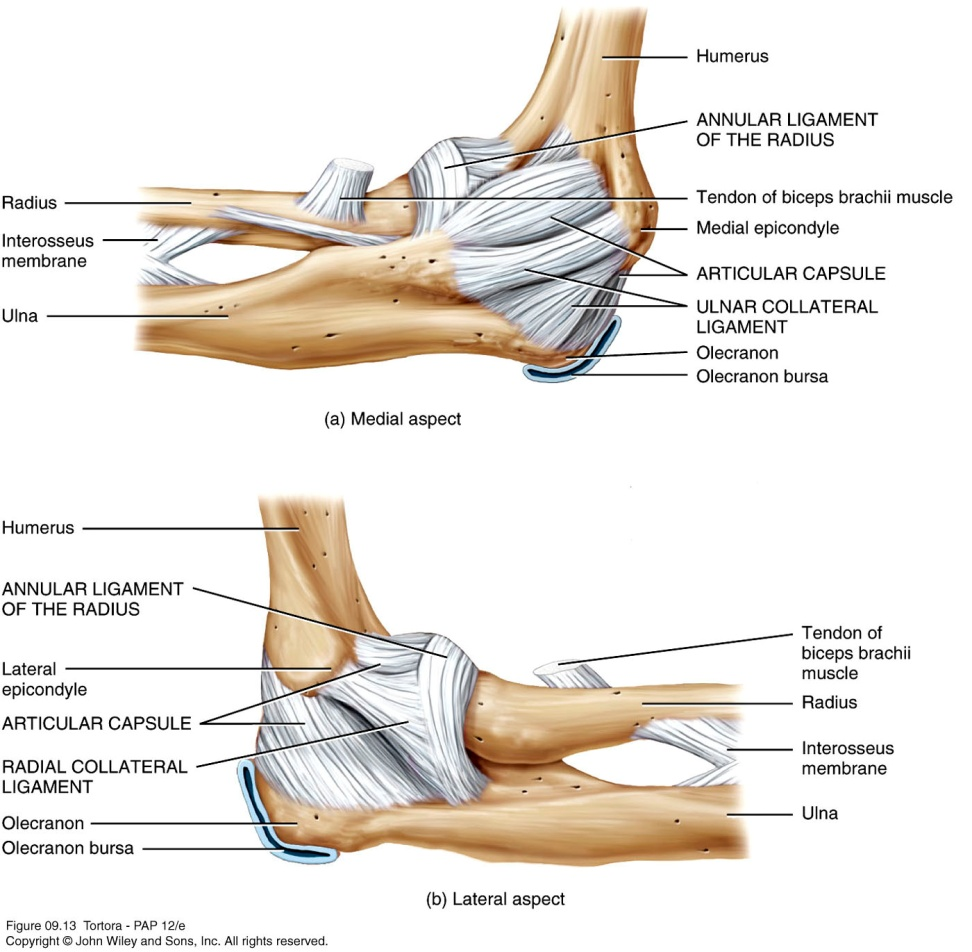 Humerus
ANNULAR LIGAMENT
OF THE RADIUS
Radius
Tendon of biceps brachii muscle
Medial epicondyle
Interosseus
membrane
ARTICULAR CAPSULE
ULNAR COLLATERAL
LIGAMENT
Ulna
Olecranon
Olecranon bursa
(a) Medial aspect
Humerus
ANNULAR LIGAMENT
OF THE RADIUS
Tendon of
biceps brachii
muscle
Lateral
epicondyle
Radius
ARTICULAR CAPSULE
Interosseus
membrane
RADIAL COLLATERAL
LIGAMENT
Ulna
Olecranon
Olecranon bursa
(b) Lateral aspect
Figure 09.13 Tortora - PAP 12/e
Copyright © John Wiley and Sons, Inc. All rights reserved.